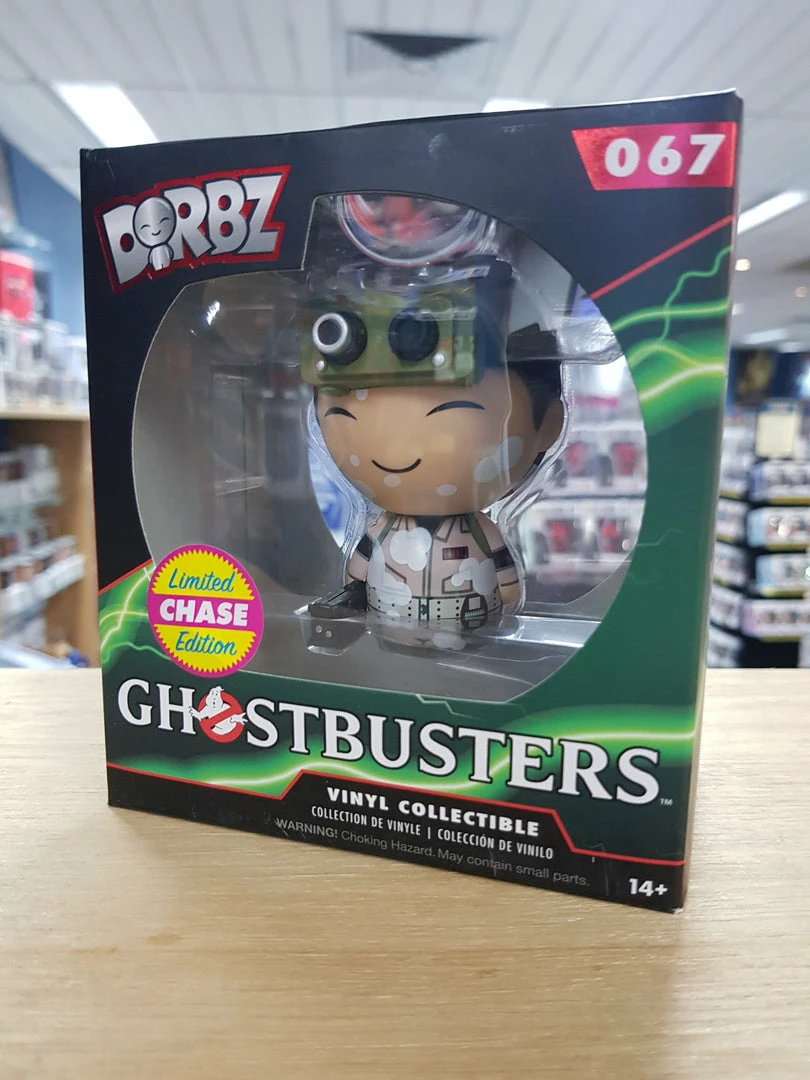 DORBZ
067
Limited
CHASE
Edition
GHOSTBUSTERS™
VINYL COLLECTIBLE
COLLECTION DE VINYLE | COLECCIÓN DE VINILO
WARNING! Choking Hazard. May contain small parts.
14+